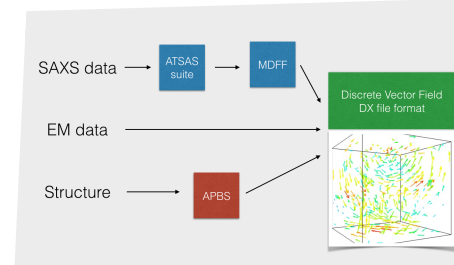 SAXS data
ATSAS
suite
MDFF
Discrete Vector Field
DX file format
EM data
Structure
APBS